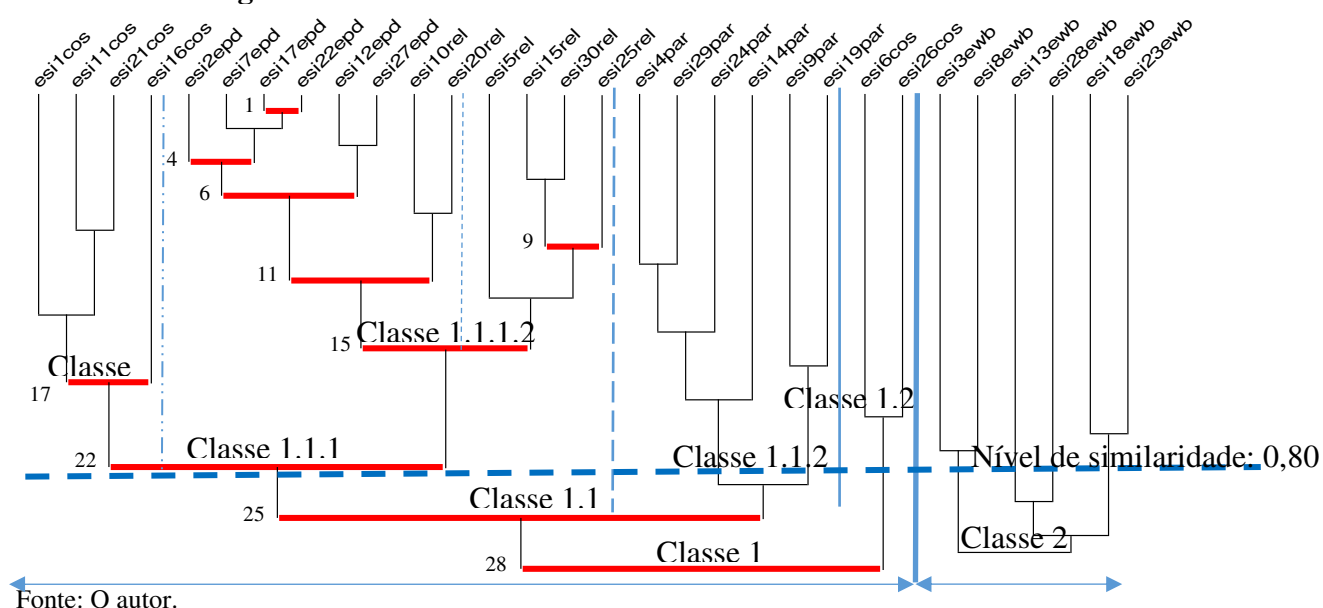 esi1cos esi11cos esi21cos esi16cos esi2epd esi7epd esi17epd esi22epd esi12epd esi27epd esi10rel esi20rel esi5rel esi15rel esi30rel esi25rel esi4par esi29par esi24par esi14par esi9par esi19par esi6cos esi26cos esi3ewb esi8ewb esi13ewb esi28ewb esi18ewb esi23ewb
1
4
6
9
11
15 Classe 1.1.1.2
Classe
17
Classe 1.2
22 Classe 1.1.1
Classe 1.1.2
Nível de similaridade: 0,80
Classe 1.1
25
Classe 2
Classe 1
28
Fonte: O autor.